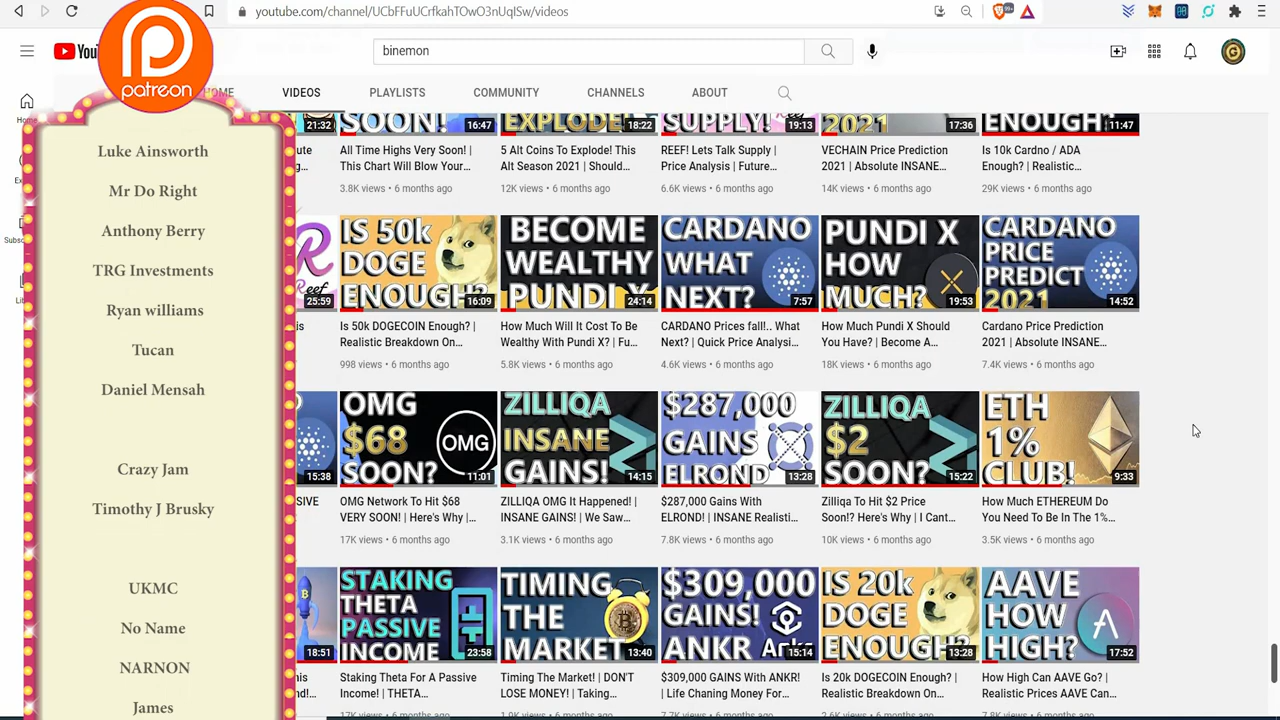 youtube.com/channel/UCbFFuUCrfkahTOwO3nUqISw/videos
99+
binemon
patreon
HOME
VIDEOS
PLAYLISTS
COMMUNITY
CHANNELS
ABOUT
Luke Ainsworth
Mr Do Right
Anthony Berry
TRG Investments
Ryan williams
Tucan
Daniel Mensah
Crazy Jam
Timothy J Brusky
UKMC
No Name
NARNON
James
21:32
SOON!
16:47
EXPLODE!
18:22
SUPPLY!
19:13
2021
17:36
ENOUGH
11:47
All Time Highs Very Soon! |
This Chart Will Blow Your...
3.8K views • 6 months ago
5 Alt Coins To Explode! This
Alt Season 2021 | Should...
12K views • 6 months ago
REEF! Lets Talk Supply |
Price Analysis | Future...
6.6K views • 6 months ago
VECHAIN Price Prediction
2021 | Absolute INSANE...
14K views • 6 months ago
Is 10k Cardno / ADA
Enough? | Realistic...
29K views • 6 months ago
Reef
25:59
IS 50k
DOGE
ENOUGH?
16:09
BECOME
WEALTHY
PUNDI X
24:14
CARDANO
WHAT
NEXT?
7:57
PUNDI X
HOW
MUCH?
19:53
CARDANO
PRICE
PREDICT
2021
14:52
Is 50k DOGECOIN Enough? |
Realistic Breakdown On...
998 views • 6 months ago
How Much Will It Cost To Be
Wealthy With Pundi X? | Fu...
5.8K views • 6 months ago
CARDANO Prices fall!.. What
Next? | Quick Price Analysi...
4.6K views • 6 months ago
How Much Pundi X Should
You Have? | Become A...
18K views • 6 months ago
Cardano Price Prediction
2021 | Absolute INSANE...
7.4K views • 6 months ago
15:38
OMG
$68
SOON?
OMG
11:01
ZILLIQA
INSANE
GAINS!
14:15
$287,000
GAINS
ELROND!
13:28
ZILLIQA
$2
SOON?
15:22
ETH
1%
CLUB!
9:33
OMG Network To Hit $68
VERY SOON! | Here's Why |...
17K views • 6 months ago
ZILLIQA OMG It Happened! |
INSANE GAINS! | We Saw...
3.1K views • 6 months ago
$287,000 Gains With
ELROND! | INSANE Realisti...
7.8K views • 6 months ago
Zilliqa To Hit $2 Price
Soon!? Here's Why | I Cant...
10K views • 6 months ago
How Much ETHEREUM Do
You Need To Be In The 1%...
3.5K views • 6 months ago
18:51
STAKING
THETA
PASSIVE
INCOME
23:58
TIMING
THE
MARKET
13:40
$309,000
GAINS!
ANKR
15:14
IS 20k
DOGE
ENOUGH?
13:28
AAVE
HOW
HIGH?
17:52
Staking Theta For A Passive
Income! | THETA...
Timing The Market! | DON'T
LOSE MONEY! | Taking...
$309,000 GAINS With ANKR!
| Life Chaning Money For...
Is 20k DOGECOIN Enough? |
Realistic Breakdown On...
How High Can AAVE Go? |
Realistic Prices AAVE Can...